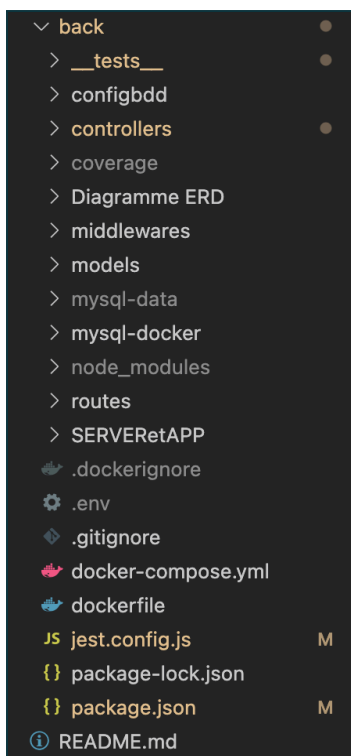 back
__tests__
configbdd
controllers
coverage
Diagramme ERD
middlewares
models
mysql-data
mysql-docker
node_modules
routes
SERVERetAPP
.dockerignore
.env
.gitignore
docker-compose.yml
dockerfile
JS jest.config.js M
{} package-lock.json
{} package.json M
README.md